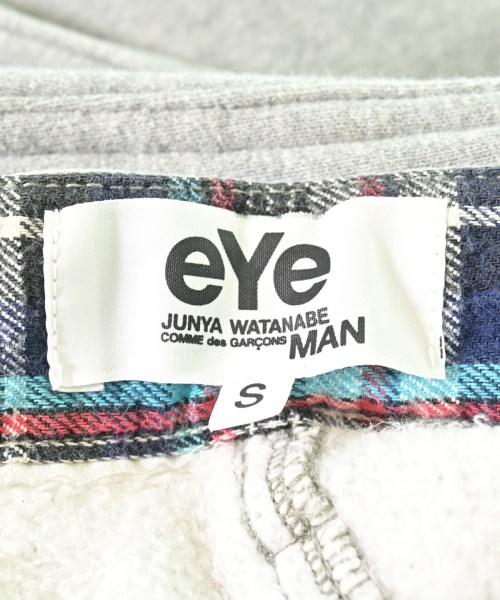 eYe
JUNYA WATANABE
COMME des GARÇONS MAN
S